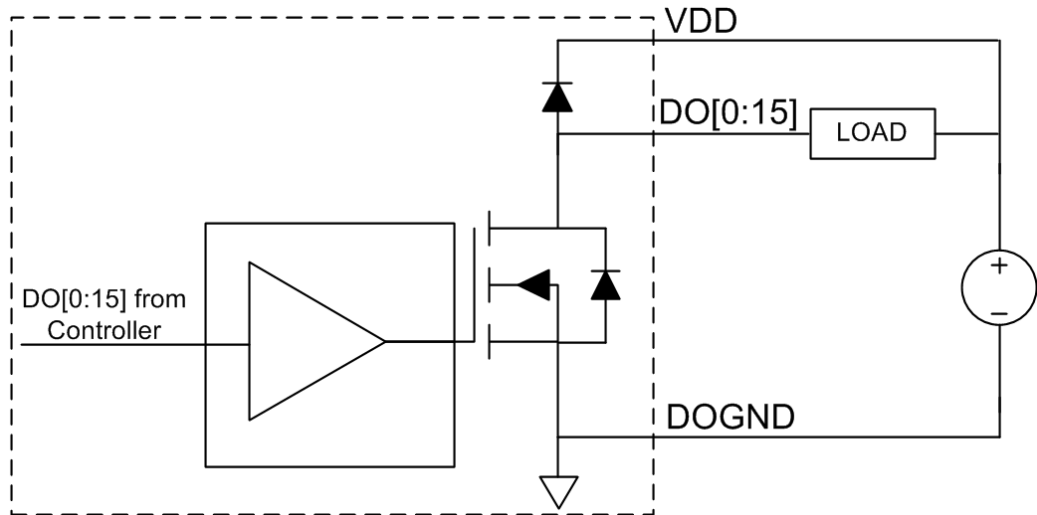 VDD
DO[0:15]
LOAD
DO[0:15] from
Controller
+
−
DOGND